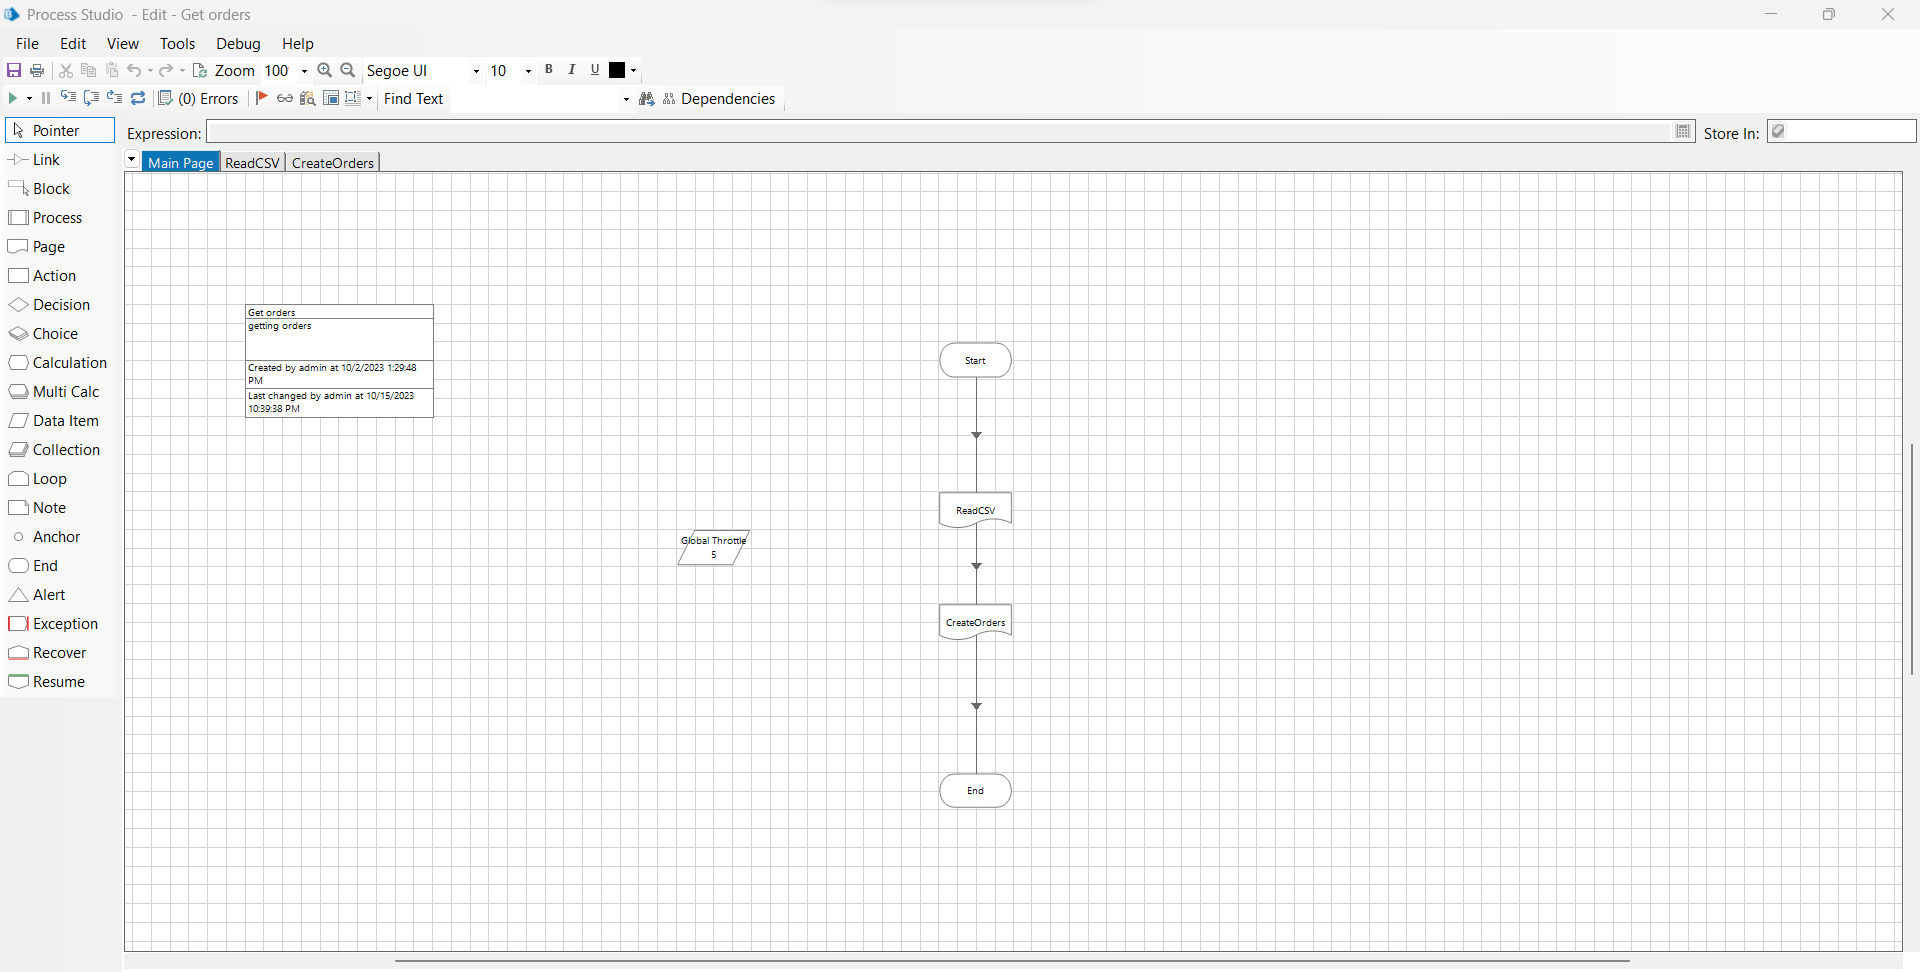 Process Studio - Edit - Get orders
File Edit View Tools Debug Help
Zoom 100 Segoe UI 10 B I U
(0) Errors Find Text Dependencies
Pointer
Link
Block
Process
Page
Action
Decision
Choice
Calculation
Multi Calc
Data Item
Collection
Loop
Note
Anchor
End
Alert
Exception
Recover
Resume
Expression: Store In:
Main Page ReadCSV CreateOrders
Get orders
getting orders
Created by admin at 10/2/2023 1:29:48
PM
Last changed by admin at 10/15/2023
10:39:38 PM
Global Throttle
5
Start
ReadCSV
CreateOrders
End